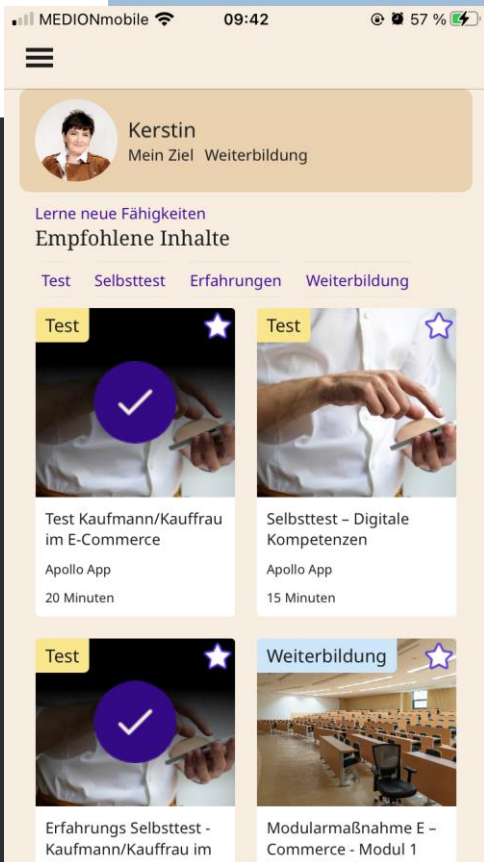 MEDIONmobile 09:42 57 %
Kerstin
Mein Ziel Weiterbildung
Lerne neue Fähigkeiten
Empfohlene Inhalte
Test Selbsttest Erfahrungen Weiterbildung
Test
Test Kaufmann/Kauffrau
im E-Commerce
Apollo App
20 Minuten
Test
Selbsttest – Digitale
Kompetenzen
Apollo App
15 Minuten
Test
Erfahrungs Selbsttest -
Kaufmann/Kauffrau im
Weiterbildung
Modularmaßnahme E –
Commerce - Modul 1